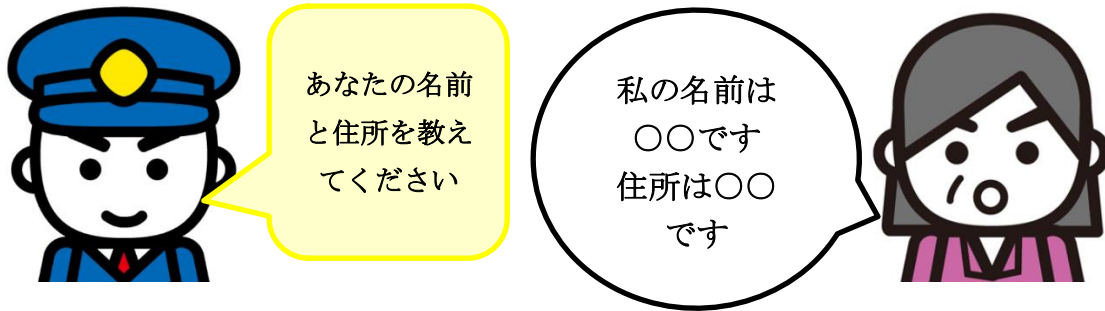 あなたの名前
と住所を教え
てください
私の名前は
〇〇です
住所は〇〇
です